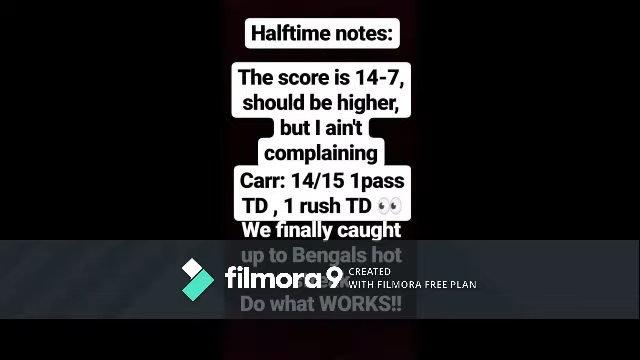 Halftime notes:
The score is 14-7,
should be higher,
but I ain't
complaining
Carr: 14/15 1pass
TD , 1 rush TD 👀
We finally caught
up to Bengals hot
filmora9 CREATED
WITH FILMORA FREE PLAN
Do what WORKS!!